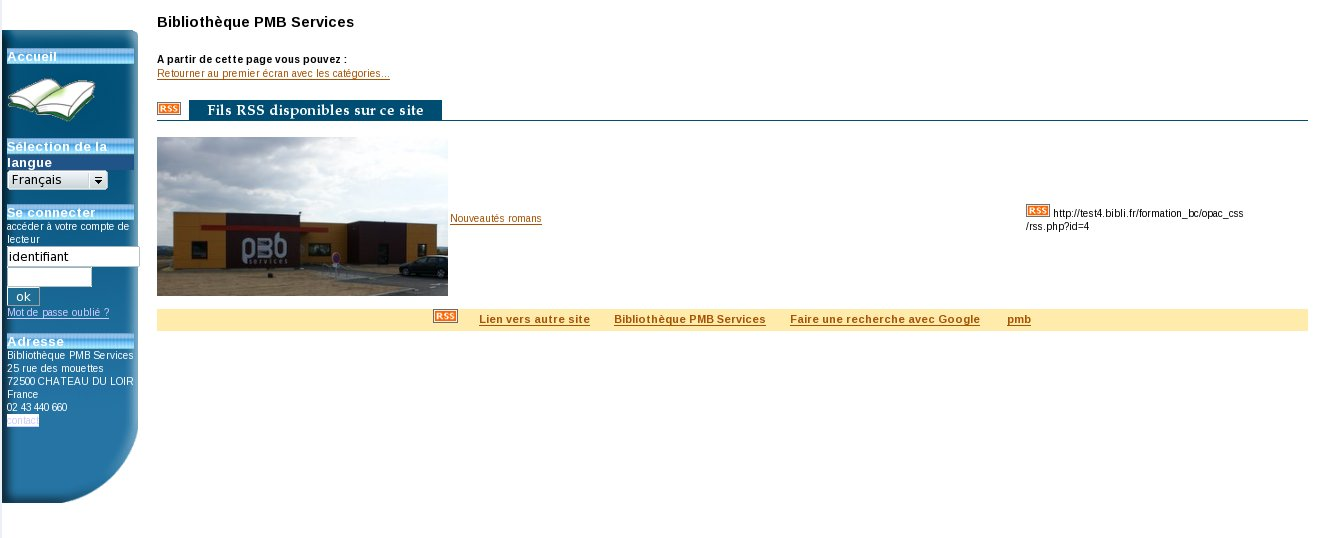 Bibliothèque PMB Services
A partir de cette page vous pouvez :
Retourner au premier écran avec les catégories...
RSS Fils RSS disponibles sur ce site
pmb
services
Nouveautés romans
RSS http://test4.bibli.fr/formation_bc/opac_css
/rss.php?id=4
RSS Lien vers autre site Bibliothèque PMB Services Faire une recherche avec Google pmb
Accueil
Sélection de la
langue
Français
Se connecter
accéder à votre compte de
lecteur
identifiant
ok
Mot de passe oublié ?
Adresse
Bibliothèque PMB Services
25 rue des mouettes
72500 CHATEAU DU LOIR
France
02 43 440 660
contact